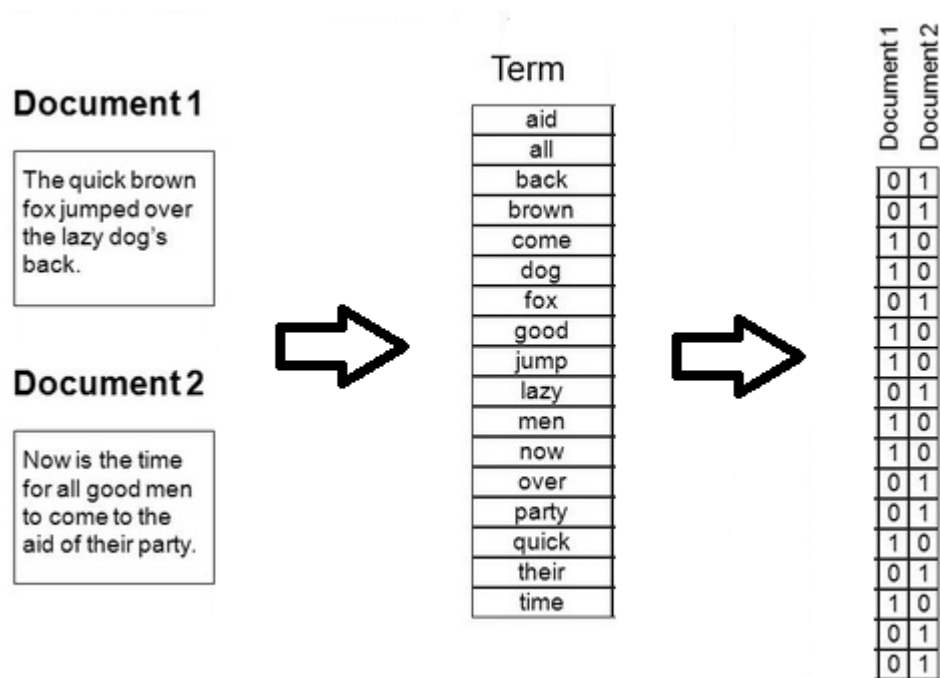 Document 1
The quick brown
fox jumped over
the lazy dog's
back.
Document 2
Now is the time
for all good men
to come to the
aid of their party.
Term
aid
all
back
brown
come
dog
fox
good
jump
lazy
men
now
over
party
quick
their
time
Document 1
Document 2
0 1
0 1
1 0
1 0
0 1
1 0
1 0
0 1
1 0
1 0
0 1
0 1
1 0
0 1
1 0
0 1
0 1